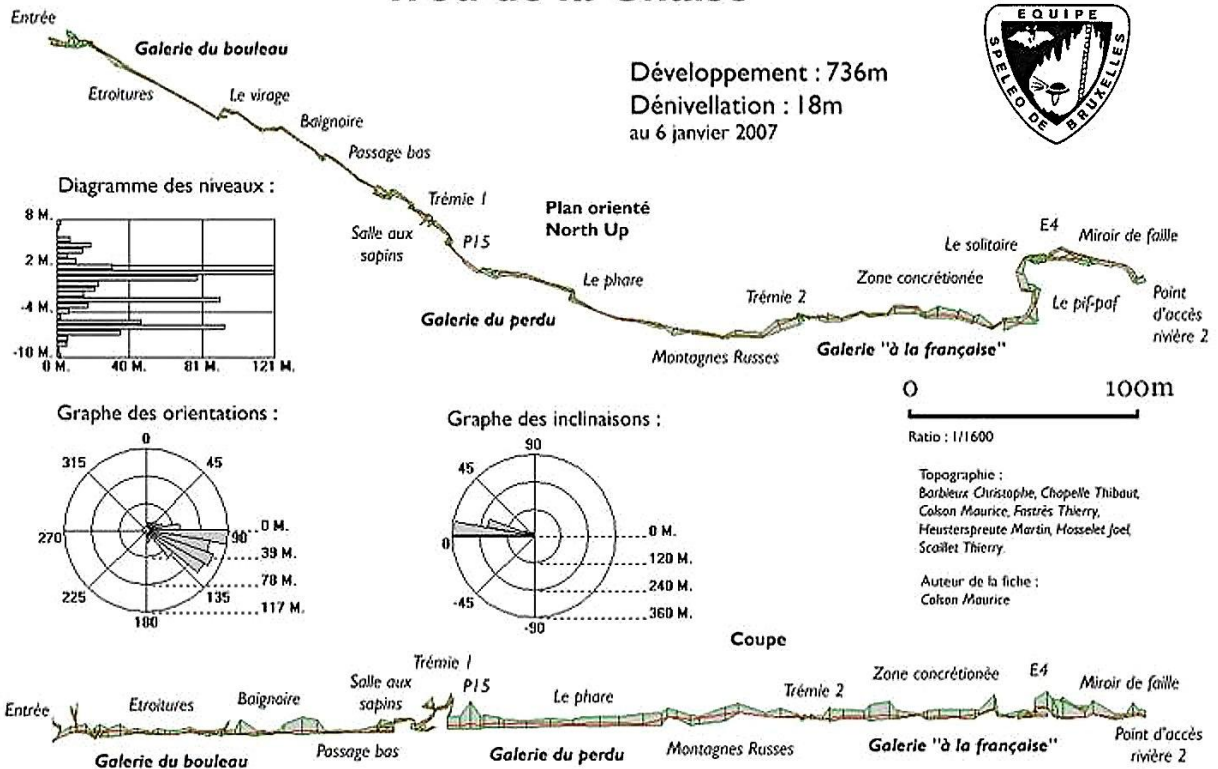 Entrée
Galerie du bouleau
Etroitures
Le virage
Baignoire
Passage bas
Trémie 1
Salle aux
sapins
P15
Développement : 736m
Dénivellation : 18m
au 6 janvier 2007
EQUIPE
SPELEO DE BRUXELLES
Plan orienté
North Up
Le phare
Galerie du perdu
Montagnes Russes
Trémie 2
Zone concrétionée
Galerie "à la française"
Le solitaire
E4
Miroir de faille
Le pif-paf
Point
d'accès
rivière 2
Diagramme des niveaux :
8 M.
2 M.
-4 M.
-10 M.
0 M. 40 M. 81 M. 121 M.
0 100m
Ratio : 1/1600
Graphe des orientations :
0
315 45
270 90
225 135
180
0 M.
39 M.
78 M.
117 M.
Graphe des inclinaisons :
90
45
0
-45
-90
0 M.
120 M.
240 M.
360 M.
Topographie :
Barbieux Christophe, Chapelle Thibaut,
Colson Maurice, Fastrès Thierry,
Heusterspreute Martin, Hosselet Joel,
Scaillet Thierry.
Auteur de la fiche :
Colson Maurice
Coupe
Entrée
Etroitures
Baignoire
Galerie du bouleau
Passage bas
Salle aux
sapins
Trémie 1
P15
Le phare
Galerie du perdu
Montagnes Russes
Trémie 2
Zone concrétionée
Galerie "à la française"
E4
Miroir de faille
Point d'accès
rivière 2